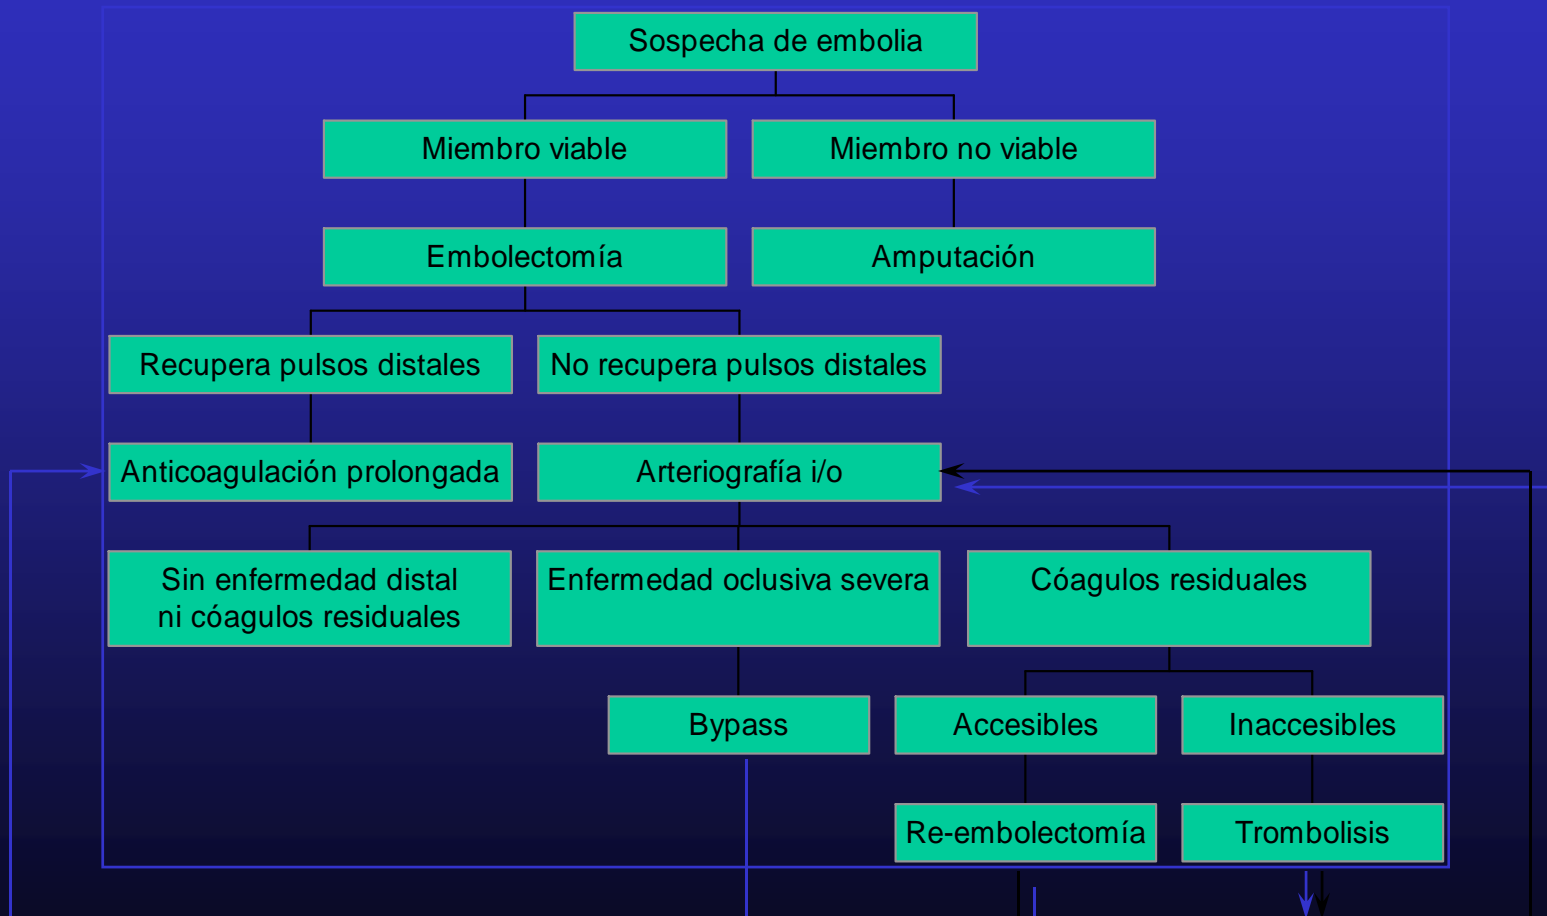 Sospecha de embolia
Miembro viable
Miembro no viable
Embolectomía
Amputación
Recupera pulsos distales
No recupera pulsos distales
Anticoagulación prolongada
Arteriografía i/o
Sin enfermedad distal
ni cóagulos residuales
Enfermedad oclusiva severa
Cóagulos residuales
Bypass
Accesibles
Inaccesibles
Re-embolectomía
Trombolisis